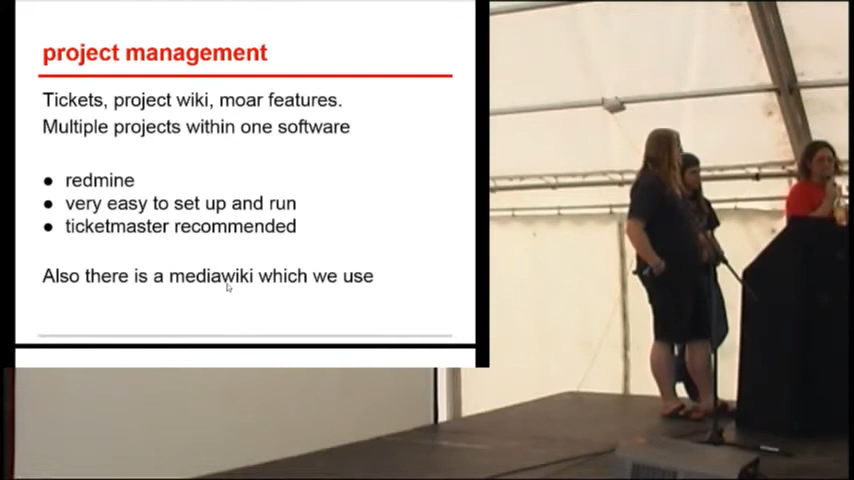 project management
Tickets, project wiki, moar features.
Multiple projects within one software
● redmine
● very easy to set up and run
● ticketmaster recommended
Also there is a mediawiki which we use